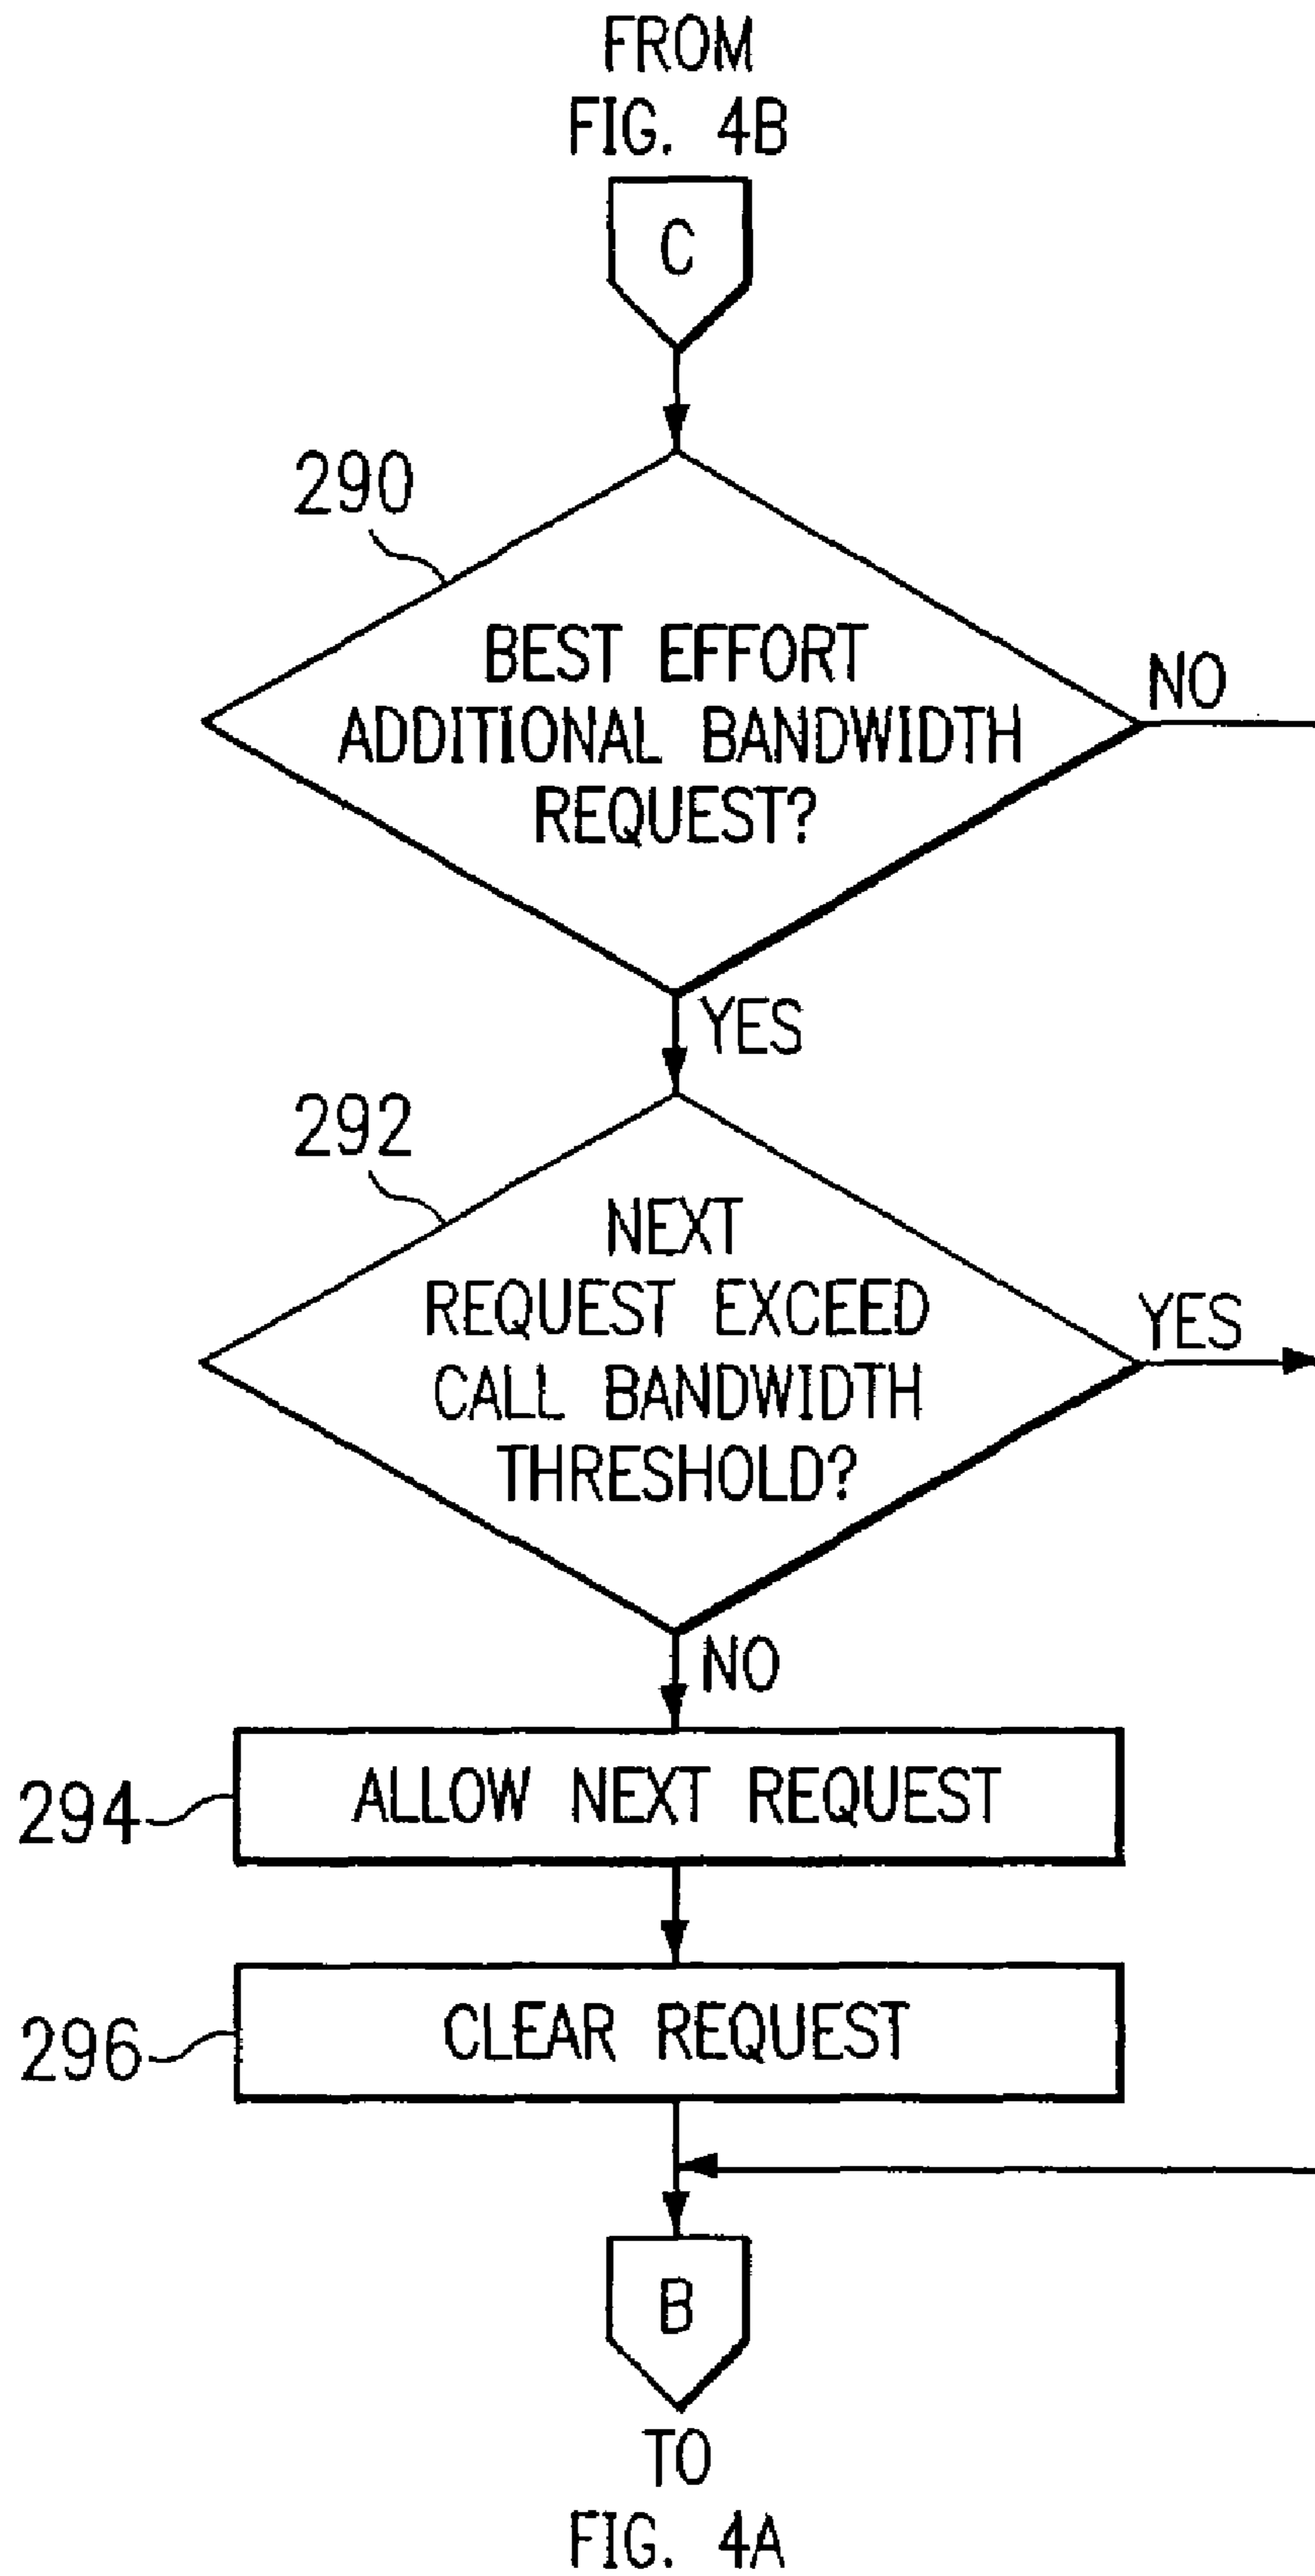 FROM
FIG. 4B
C
290
BEST EFFORT
ADDITIONAL BANDWIDTH
REQUEST?
NO
YES
292
NEXT
REQUEST EXCEED
CALL BANDWIDTH
THRESHOLD?
YES
NO
294
ALLOW NEXT REQUEST
296
CLEAR REQUEST
B
TO
FIG. 4A